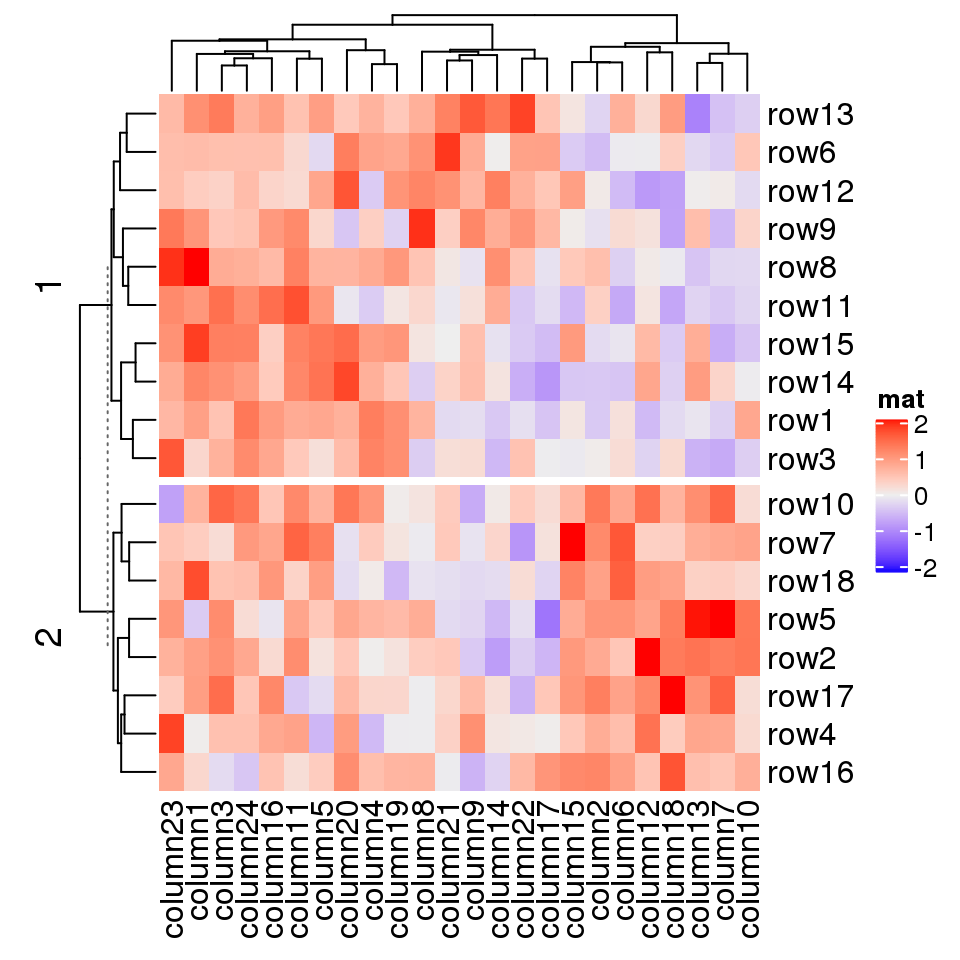 1
row13
row6
row12
row9
row8
row11
row15
row14
row1
row3
2
row10
row7
row18
row5
row2
row17
row4
row16
column23
column1
column3
column24
column16
column11
column5
column20
column4
column19
column8
column21
column9
column14
column22
column17
column15
column2
column6
column12
column18
column13
column7
column10
mat
2
1
0
-1
-2